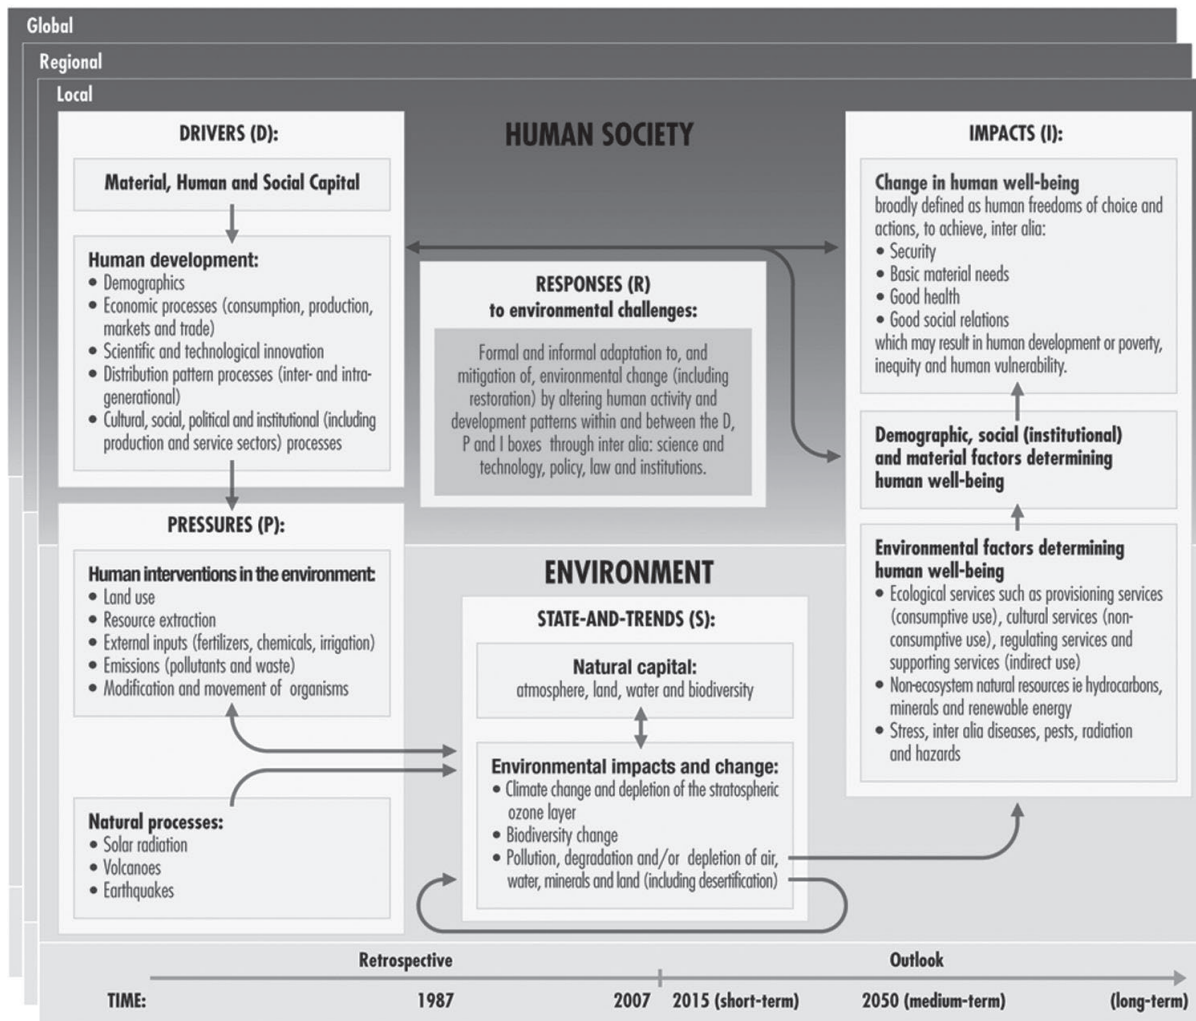 Global
Regional
Local
HUMAN SOCIETY
DRIVERS (D):
Material, Human and Social Capital
Human development:
• Demographics
• Economic processes (consumption, production,
markets and trade)
• Scientific and technological innovation
• Distribution pattern processes (inter- and intra-
generational)
• Cultural, social, political and institutional (including
production and service sectors) processes
PRESSURES (P):
Human interventions in the environment:
• Land use
• Resource extraction
• External inputs (fertilizers, chemicals, irrigation)
• Emissions (pollutants and waste)
• Modification and movement of organisms
Natural processes:
• Solar radiation
• Volcanoes
• Earthquakes
RESPONSES (R)
to environmental challenges:
Formal and informal adaptation to, and
mitigation of, environmental change (including
restoration) by altering human activity and
development patterns within and between the D,
P and I boxes through inter alia: science and
technology, policy, law and institutions.
ENVIRONMENT
STATE-AND-TRENDS (S):
Natural capital:
atmosphere, land, water and biodiversity
Environmental impacts and change:
• Climate change and depletion of the stratospheric
ozone layer
• Biodiversity change
• Pollution, degradation and/or depletion of air,
water, minerals and land (including desertification)
IMPACTS (I):
Change in human well-being
broadly defined as human freedoms of choice and
actions, to achieve, inter alia:
• Security
• Basic material needs
• Good health
• Good social relations
which may result in human development or poverty,
inequity and human vulnerability.
Demographic, social (institutional)
and material factors determining
human well-being
Environmental factors determining
human well-being
• Ecological services such as provisioning services
(consumptive use), cultural services (non-
consumptive use), regulating services and
supporting services (indirect use)
• Non-ecosystem natural resources ie hydrocarbons,
minerals and renewable energy
• Stress, inter alia diseases, pests, radiation
and hazards
Retrospective Outlook
TIME: 1987 2007 2015 (short-term) 2050 (medium-term) (long-term)